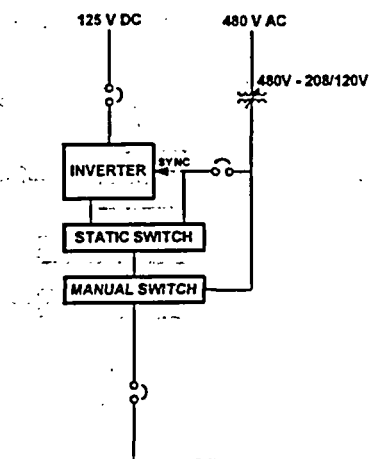 125 V DC
480 V AC
480V - 208/120V
INVERTER
SYNC
STATIC SWITCH
MANUAL SWITCH